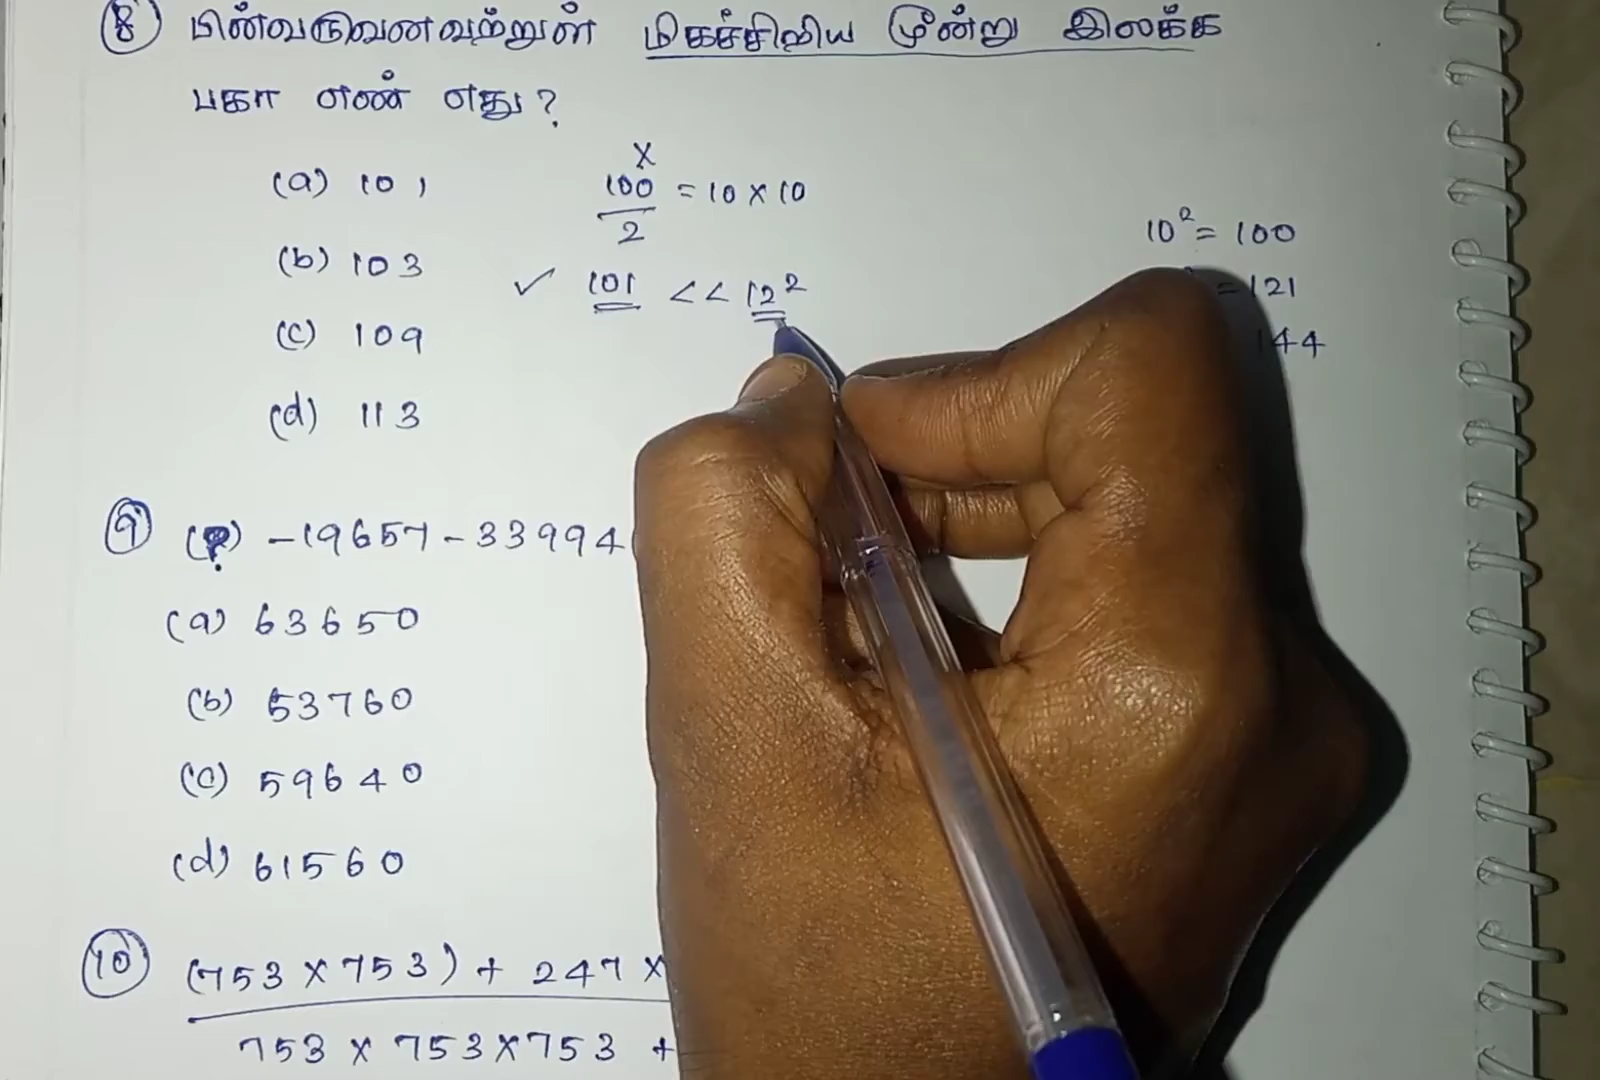 8 பின்வருவனவற்றுள் மிகச்சிறிய மூன்று இலக்க
பகா எண் எது?
(a) 101
(b) 103
(c) 109
(d) 113
x
100 = 10 x 10
2
✓ 101 << 12²
10² = 100
= 121
144
9 (?) -19657-33994
(a) 63650
(b) 53760
(c) 59640
(d) 61560
10 (753 x 753) + 247 x
753 x 753 x 753 +